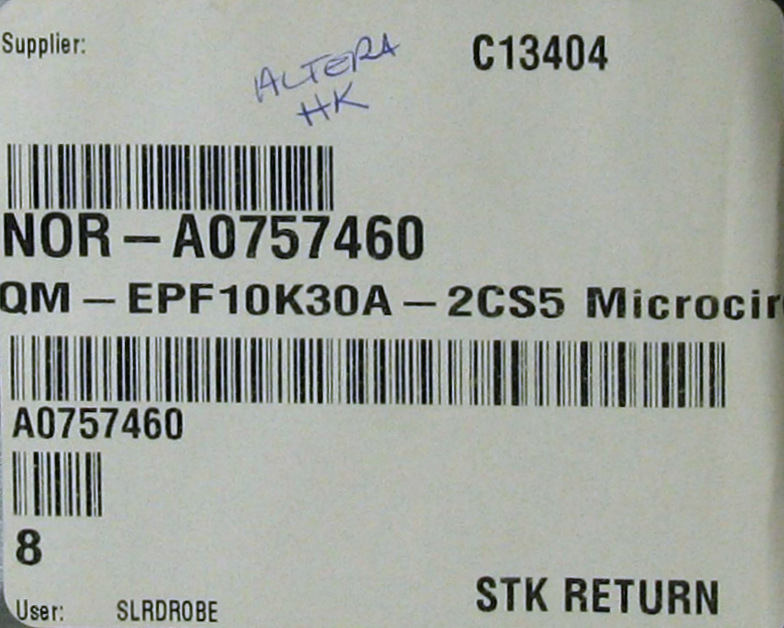 Supplier:
ALTERA
HK
C13404
NOR – A0757460
QM – EPF10K30A – 2CS5 Microcir
A0757460
8
STK RETURN
User: SLRDROBE